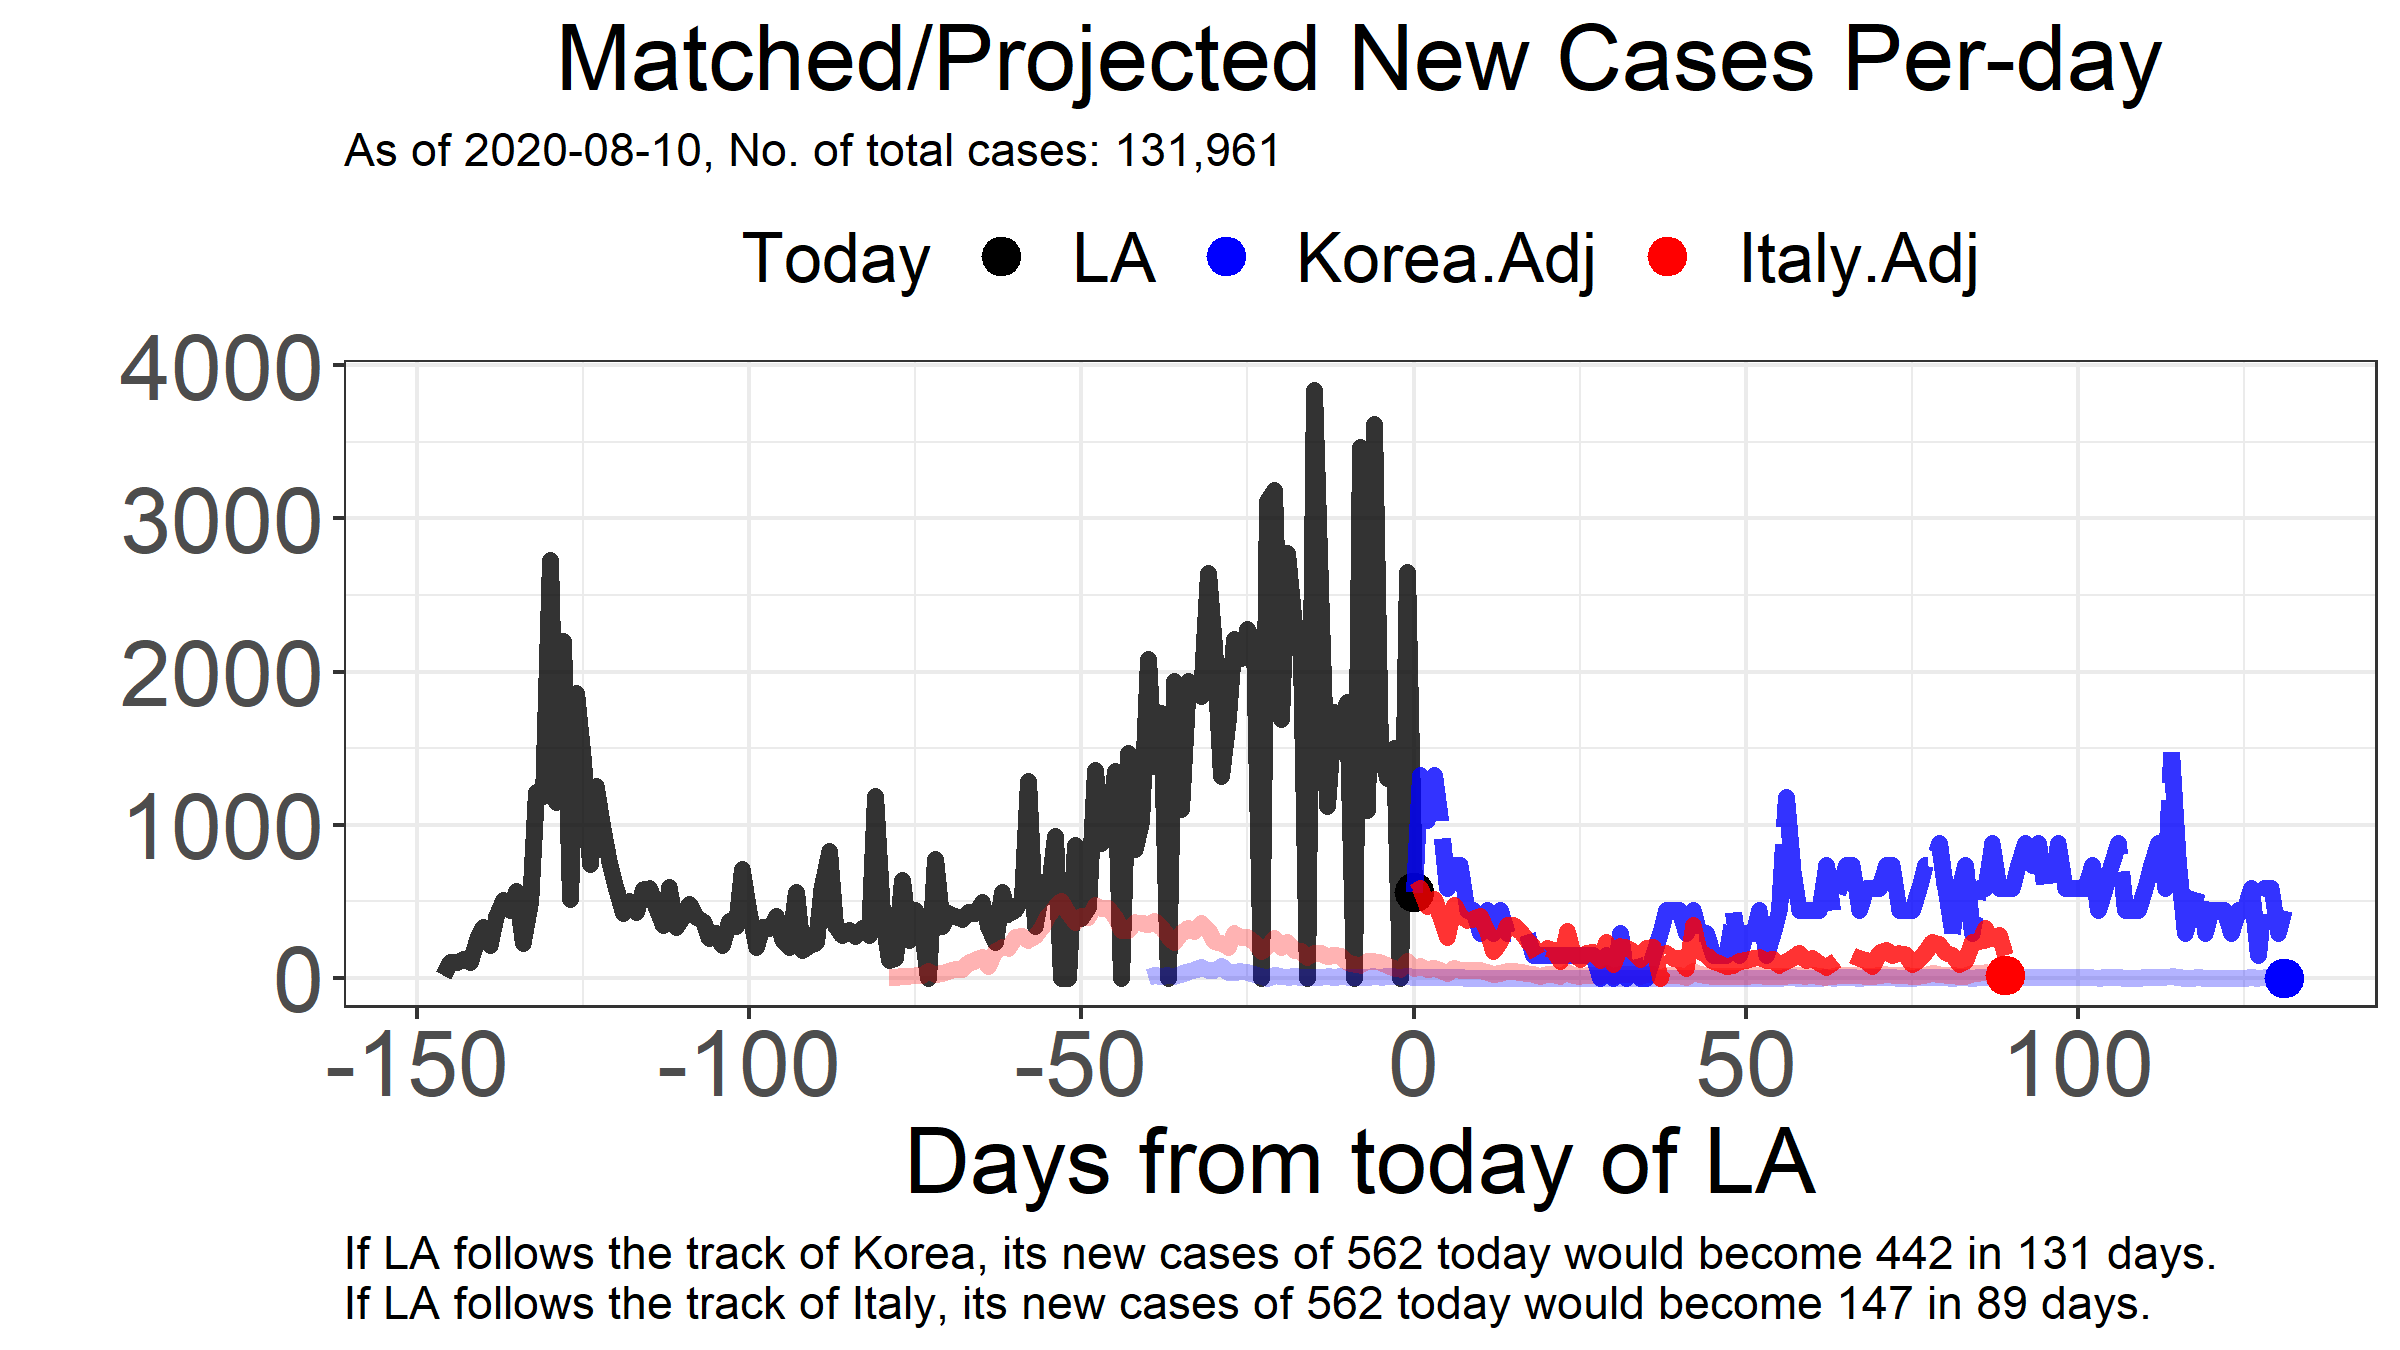 Matched/Projected New Cases Per-day
As of 2020-08-10, No. of total cases: 131,961
Today LA Korea.Adj Italy.Adj
4000
3000
2000
1000
0
-150 -100 -50 0 50 100
Days from today of LA
If LA follows the track of Korea, its new cases of 562 today would become 442 in 131 days.
If LA follows the track of Italy, its new cases of 562 today would become 147 in 89 days.